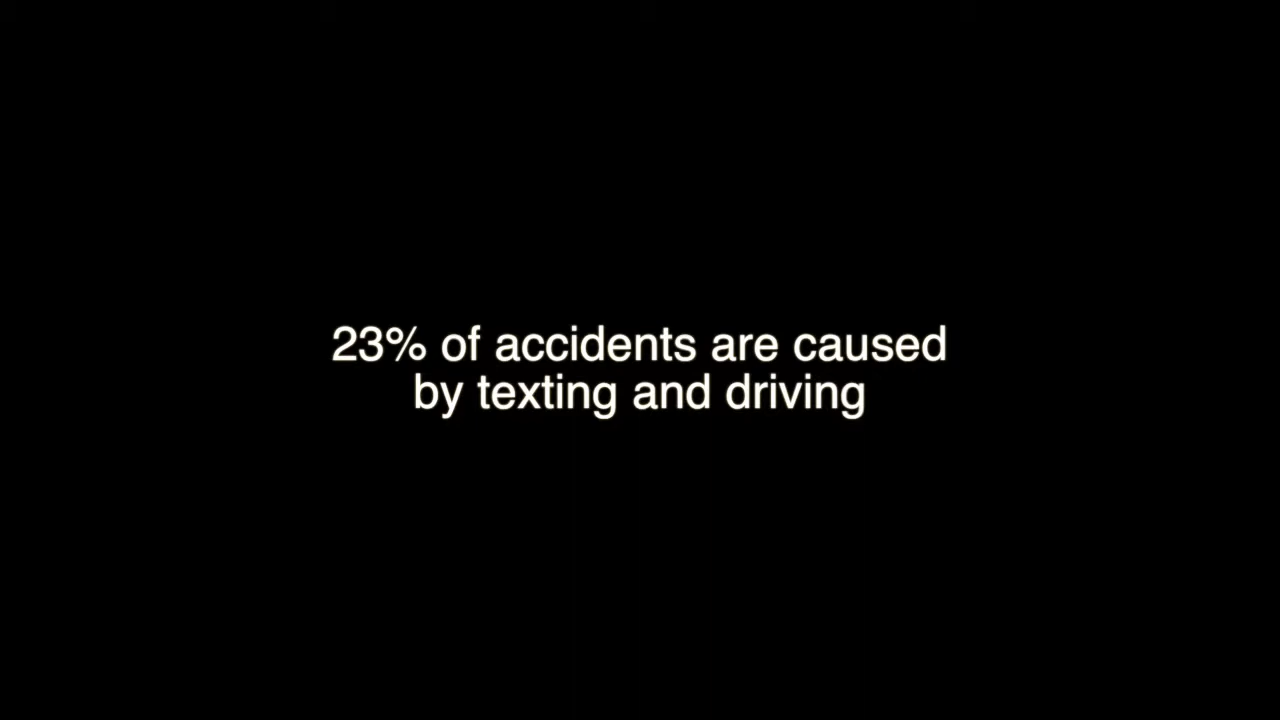 23% of accidents are caused
by texting and driving